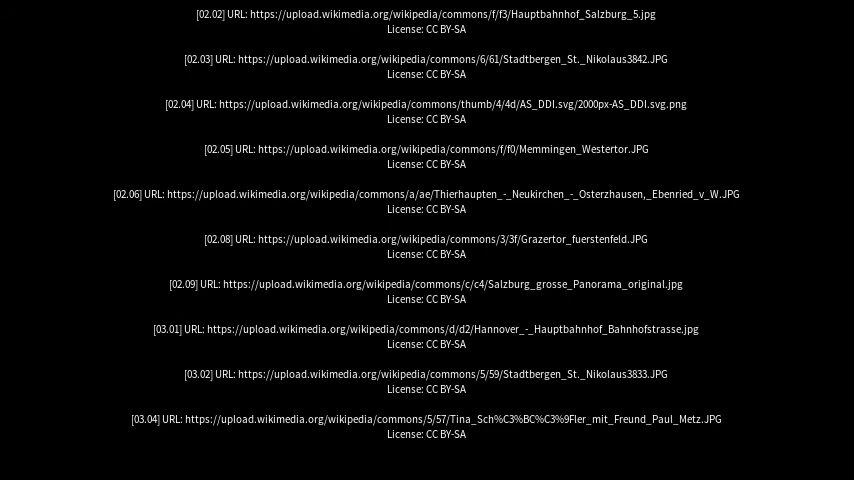 [02.02] URL: https://upload.wikimedia.org/wikipedia/commons/f/f3/Hauptbahnhof_Salzburg_5.jpg
License: CC BY-SA
[02.03] URL: https://upload.wikimedia.org/wikipedia/commons/6/61/Stadtbergen_St._Nikolaus3842.JPG
License: CC BY-SA
[02.04] URL: https://upload.wikimedia.org/wikipedia/commons/thumb/4/4d/AS_DDI.svg/2000px-AS_DDI.svg.png
License: CC BY-SA
[02.05] URL: https://upload.wikimedia.org/wikipedia/commons/f/f0/Memmingen_Westertor.JPG
License: CC BY-SA
[02.06] URL: https://upload.wikimedia.org/wikipedia/commons/a/ae/Thierhaupten_-_Neukirchen_-_Osterzhausen,_Ebenried_v_W.JPG
License: CC BY-SA
[02.08] URL: https://upload.wikimedia.org/wikipedia/commons/3/3f/Grazertor_fuerstenfeld.JPG
License: CC BY-SA
[02.09] URL: https://upload.wikimedia.org/wikipedia/commons/c/c4/Salzburg_grosse_Panorama_original.jpg
License: CC BY-SA
[03.01] URL: https://upload.wikimedia.org/wikipedia/commons/d/d2/Hannover_-_Hauptbahnhof_Bahnhofstrasse.jpg
License: CC BY-SA
[03.02] URL: https://upload.wikimedia.org/wikipedia/commons/5/59/Stadtbergen_St._Nikolaus3833.JPG
License: CC BY-SA
[03.04] URL: https://upload.wikimedia.org/wikipedia/commons/5/57/Tina_Sch%C3%BC%C3%9Fler_mit_Freund_Paul_Metz.JPG
License: CC BY-SA